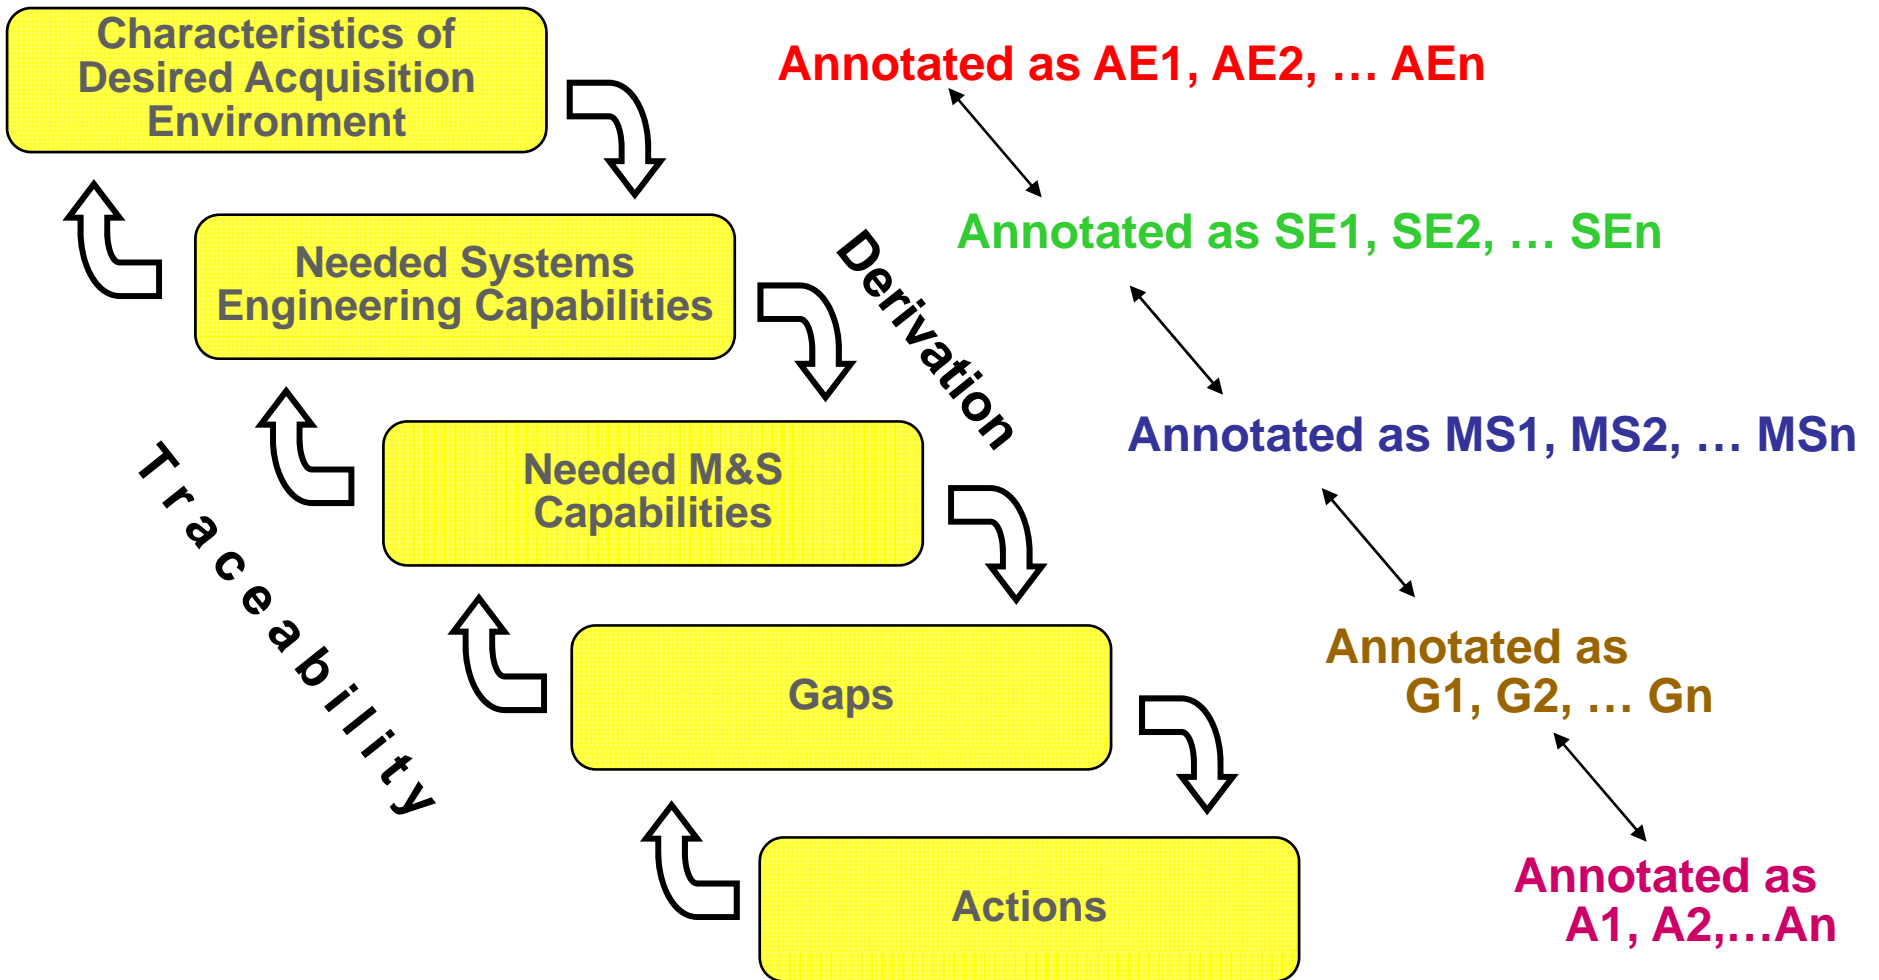 Characteristics of
Desired Acquisition
Environment
Annotated as AE1, AE2, … AEn
Needed Systems
Engineering Capabilities
Derivation
Annotated as SE1, SE2, … SEn
Needed M&S
Capabilities
Annotated as MS1, MS2, … MSn
Traceability
Gaps
Annotated as
G1, G2, … Gn
Actions
Annotated as
A1, A2,…An